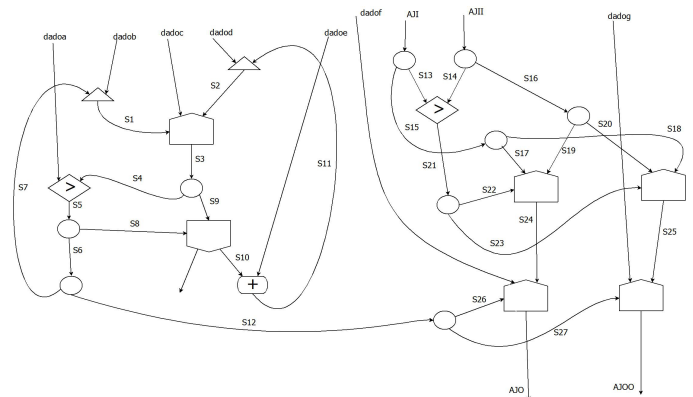 dadof
AJI
AJII
dadog
dadoa
dadob
dadoc
dadod
dadoe
S13
S14
S16
S2
S1
>
S15
S20
S18
S3
S21
S17
S19
S11
S7
S4
>
S5
S9
S22
S8
S24
S23
S25
S6
S10
+
S26
S12
S27
AJO
AJOO